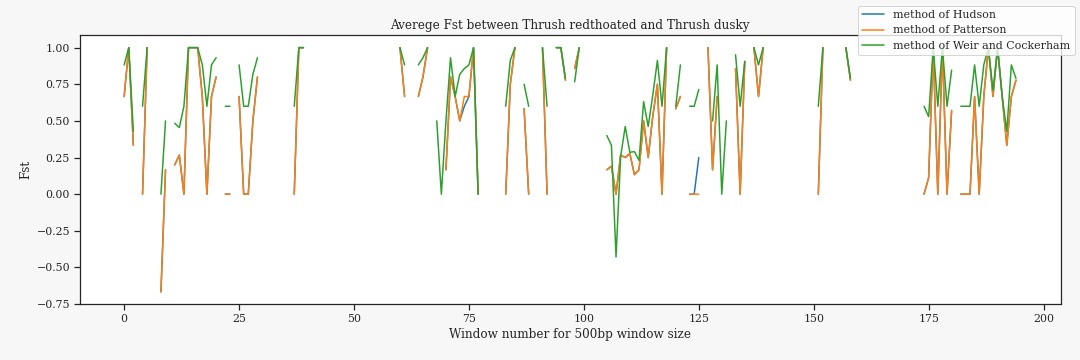 Averege Fst between Thrush redthoated and Thrush dusky
method of Hudson
method of Patterson
method of Weir and Cockerham
1.00
0.75
0.50
0.25
0.00
−0.25
−0.50
−0.75
Fst
0 25 50 75 100 125 150 175 200
Window number for 500bp window size